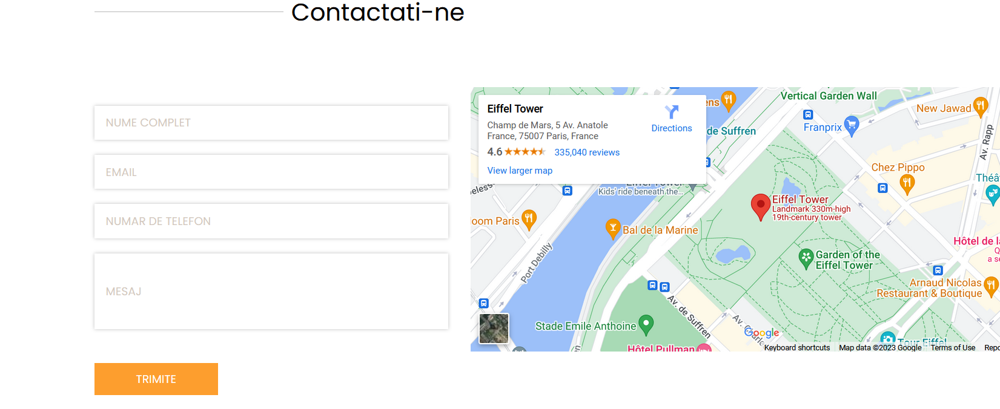 Contactati-ne
NUME COMPLET
EMAIL
NUMAR DE TELEFON
MESAJ
TRIMITE
Eiffel Tower
Directions
Champ de Mars, 5 Av. Anatole
France, 75007 Paris, France
4.6
335,040 reviews
View larger map
Vertical Garden Wall
New Jawad
Franprix
de Suffren
Av. Rapp
Chez Pippo
Kids' ride beneath the...
Eiffel Tower
Landmark 330m-high
19th-century tower
oom Paris
Bal de la Marine
Port Debilly
Hôtel de l
Garden of the
Eiffel Tower
Arnaud Nicolas
Restaurant & Boutique
Av. de Suffren
Stade Emile Anthoine
Google
Hôtel Pullman
Tour Eiffel
Keyboard shortcuts
Map data ©2023 Google
Terms of Use
Repo